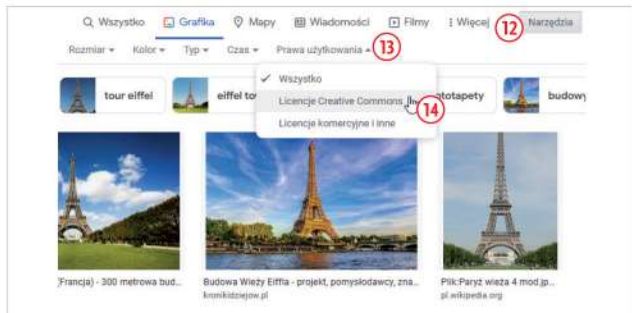 Wszystko Grafika Mapy Wiadomości Filmy Więcej 12 Narzędzia
Rozmiar Kolor Typ Czas Prawa użytkowania 13
Wszystko
tour eiffel eiffel to ototapety budowy
Licencje Creative Commons 14
Licencje komercyjne i inne
(Francja) - 300 metrowa bud... Budowa Wieży Eiffla - projekt, pomysłodawcy, zna... Plik:Paryż wieża 4 mod.jp...
kronikidziejow.pl pl.wikipedia.org